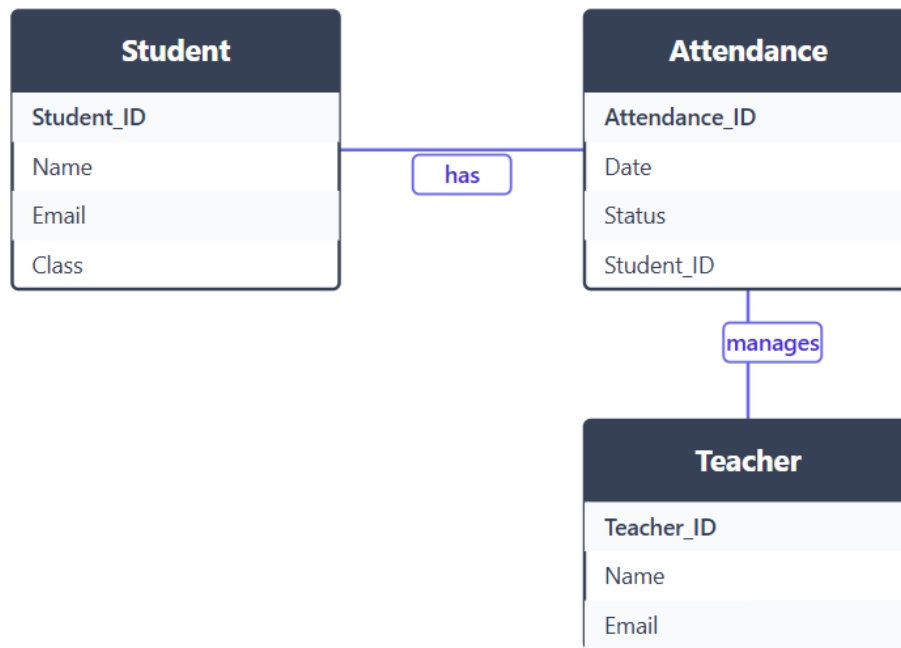 Student
Student_ID
Name
Email
Class
has
Attendance
Attendance_ID
Date
Status
Student_ID
manages
Teacher
Teacher_ID
Name
Email